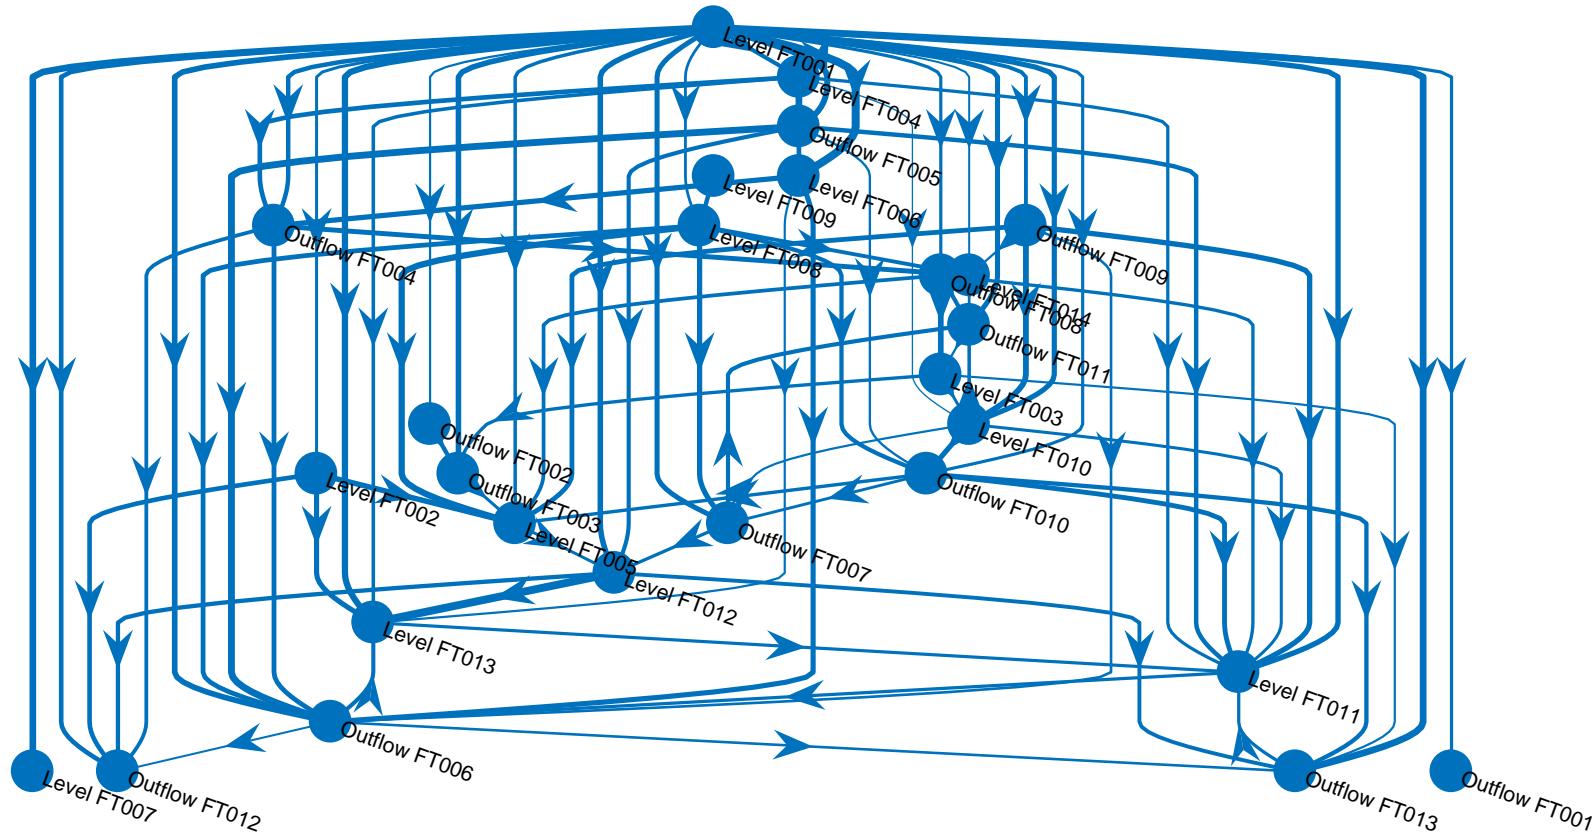 Level FT001
Level FT004
Outflow FT005
Level FT009
Level FT006
Outflow FT004
Level FT008
Outflow FT009
Outflow FT008
Level FT014
Outflow FT011
Level FT003
Outflow FT002
Level FT010
Level FT002
Outflow FT003
Outflow FT010
Level FT005
Outflow FT007
Level FT012
Level FT013
Level FT011
Outflow FT006
Level FT007
Outflow FT012
Outflow FT013
Outflow FT001